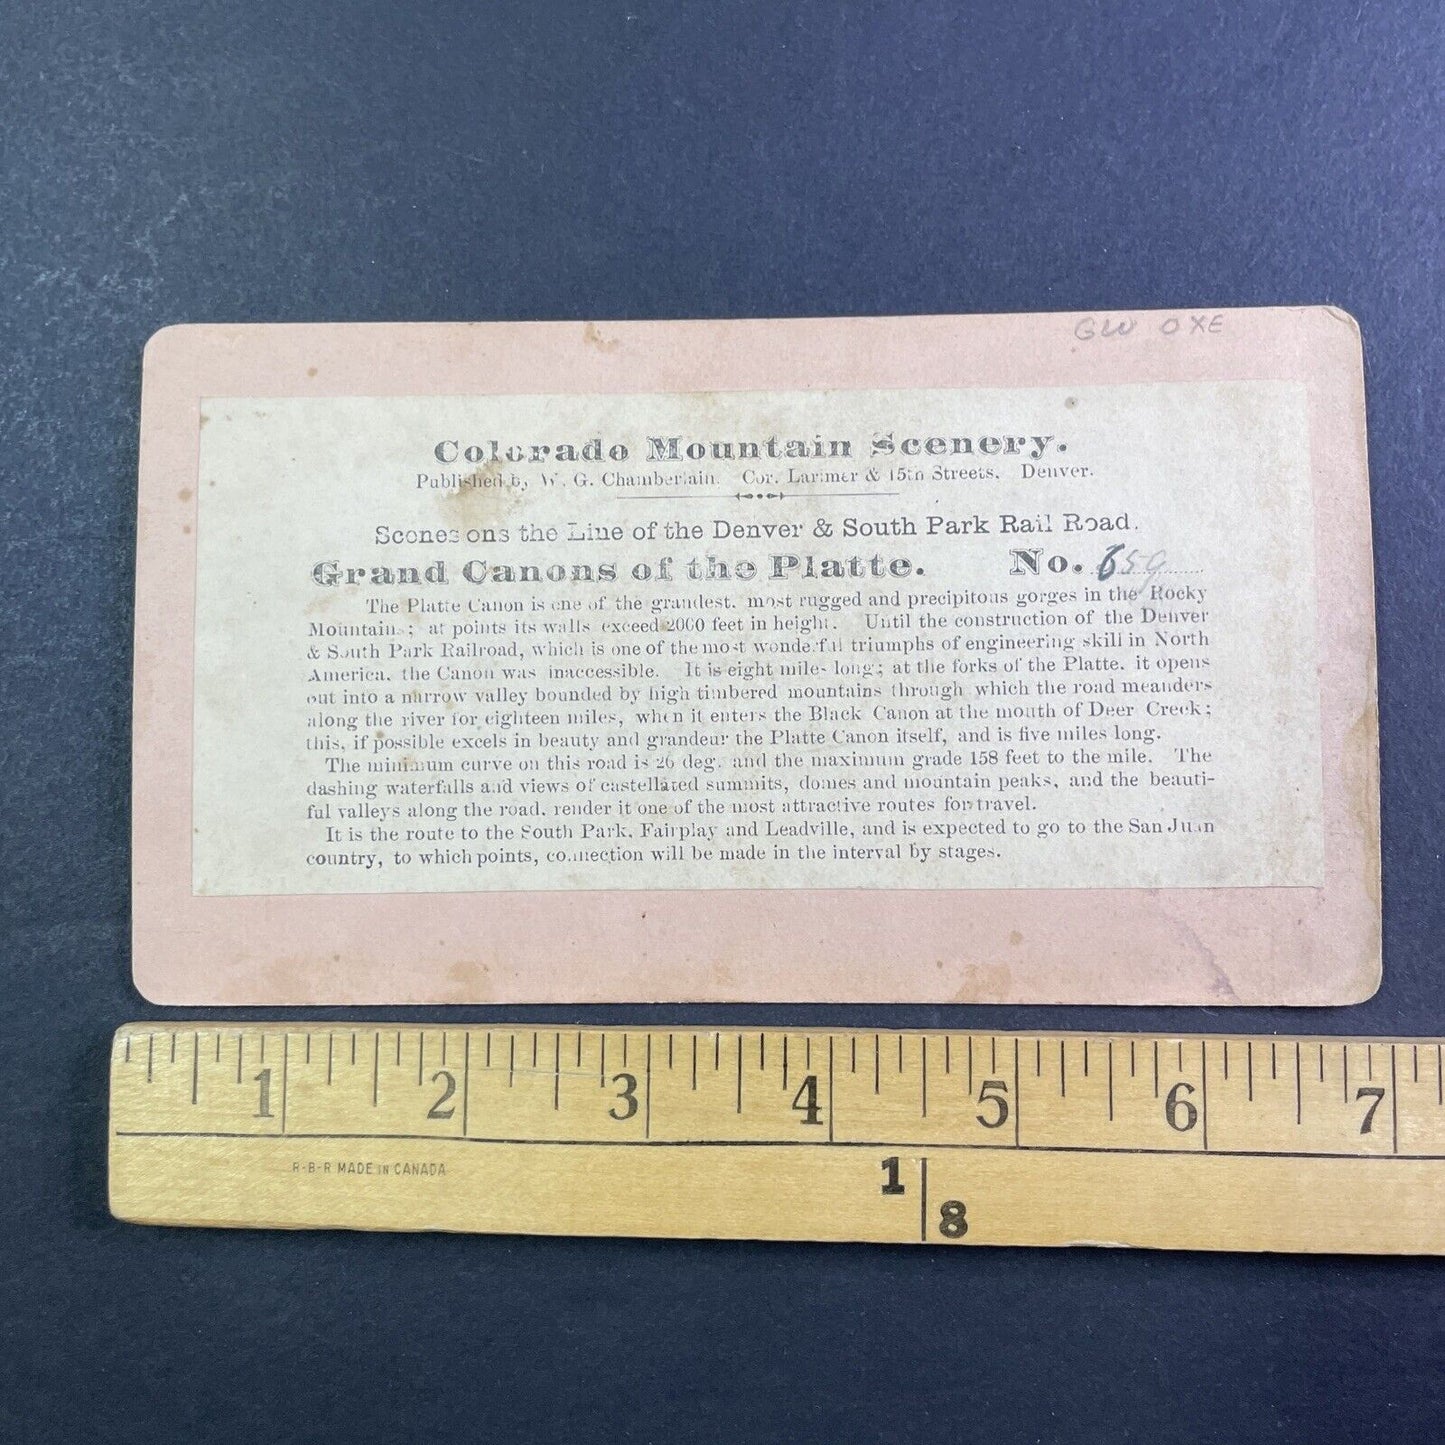 GW OXE
Colorado Mountain Scenery.
Published by W. G. Chamberlain. Cor. Larimer & 15th Streets, Denver.
Scenes ons the Line of the Denver & South Park Rail Road.
Grand Canons of the Platte. No. 659
The Platte Canon is one of the grandest, most rugged and precipitous gorges in the Rocky
Mountains; at points its walls exceed 2000 feet in height. Until the construction of the Denver
& South Park Railroad, which is one of the most wonderful triumphs of engineering skill in North
America, the Canon was inaccessible. It is eight miles long; at the forks of the Platte, it opens
out into a narrow valley bounded by high timbered mountains through which the road meanders
along the river for eighteen miles, when it enters the Black Canon at the mouth of Deer Creek;
this, if possible excels in beauty and grandeur the Platte Canon itself, and is five miles long.
The minimum curve on this road is 26 deg. and the maximum grade 158 feet to the mile. The
dashing waterfalls and views of castellated summits, domes and mountain peaks, and the beauti-
ful valleys along the road, render it one of the most attractive routes for travel.
It is the route to the South Park, Fairplay and Leadville, and is expected to go to the San Juan
country, to which points, connection will be made in the interval by stages.
1 2 3 4 5 6 7
R-B-R MADE IN CANADA
1
8